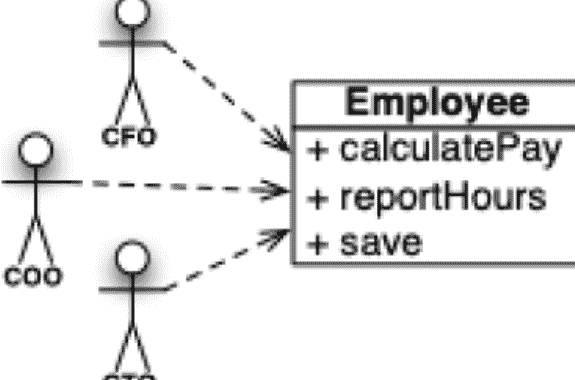 CFO
Employee
+ calculatePay
+ reportHours
+ save
COO